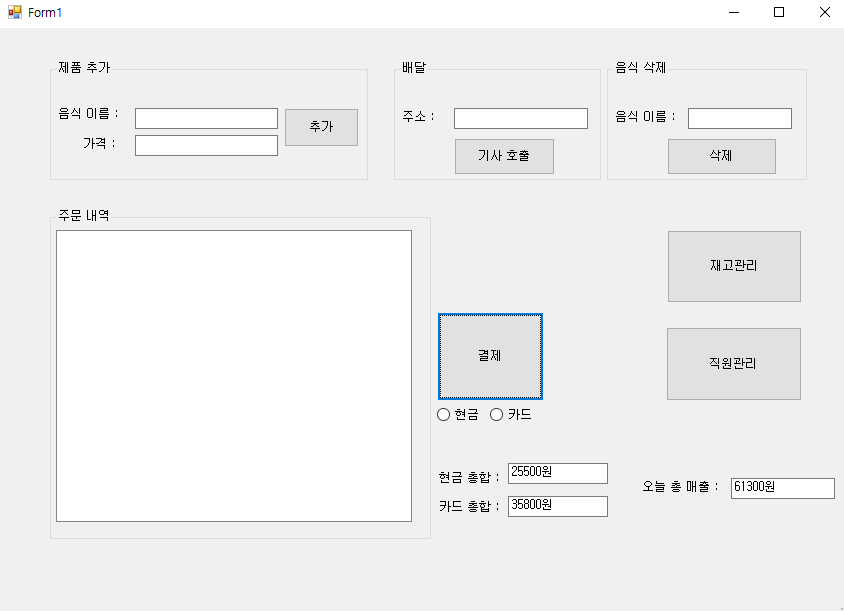 Form1
제품 추가
음식 이름 :
추가
가격 :
배달
주소 :
기사 호출
음식 삭제
음식 이름 :
삭제
주문 내역
재고관리
결제
직원관리
현금 카드
현금 총합 : 25500원
카드 총합 : 35800원
오늘 총 매출 : 61300원